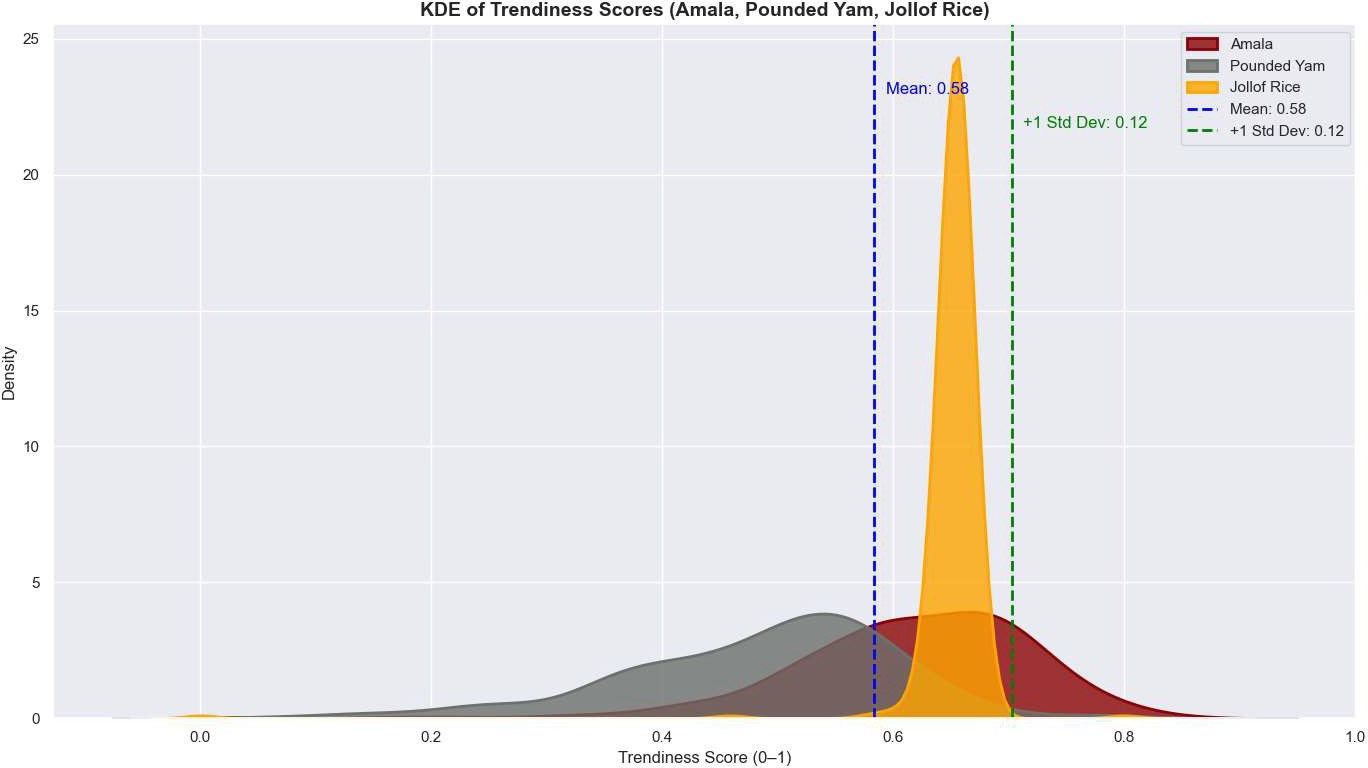 KDE of Trendiness Scores (Amala, Pounded Yam, Jollof Rice)
25
20
15
10
5
0
Density
Mean: 0.58
+1 Std Dev: 0.12
Amala
Pounded Yam
Jollof Rice
Mean: 0.58
+1 Std Dev: 0.12
0.0 0.2 0.4 0.6 0.8 1.0
Trendiness Score (0–1)